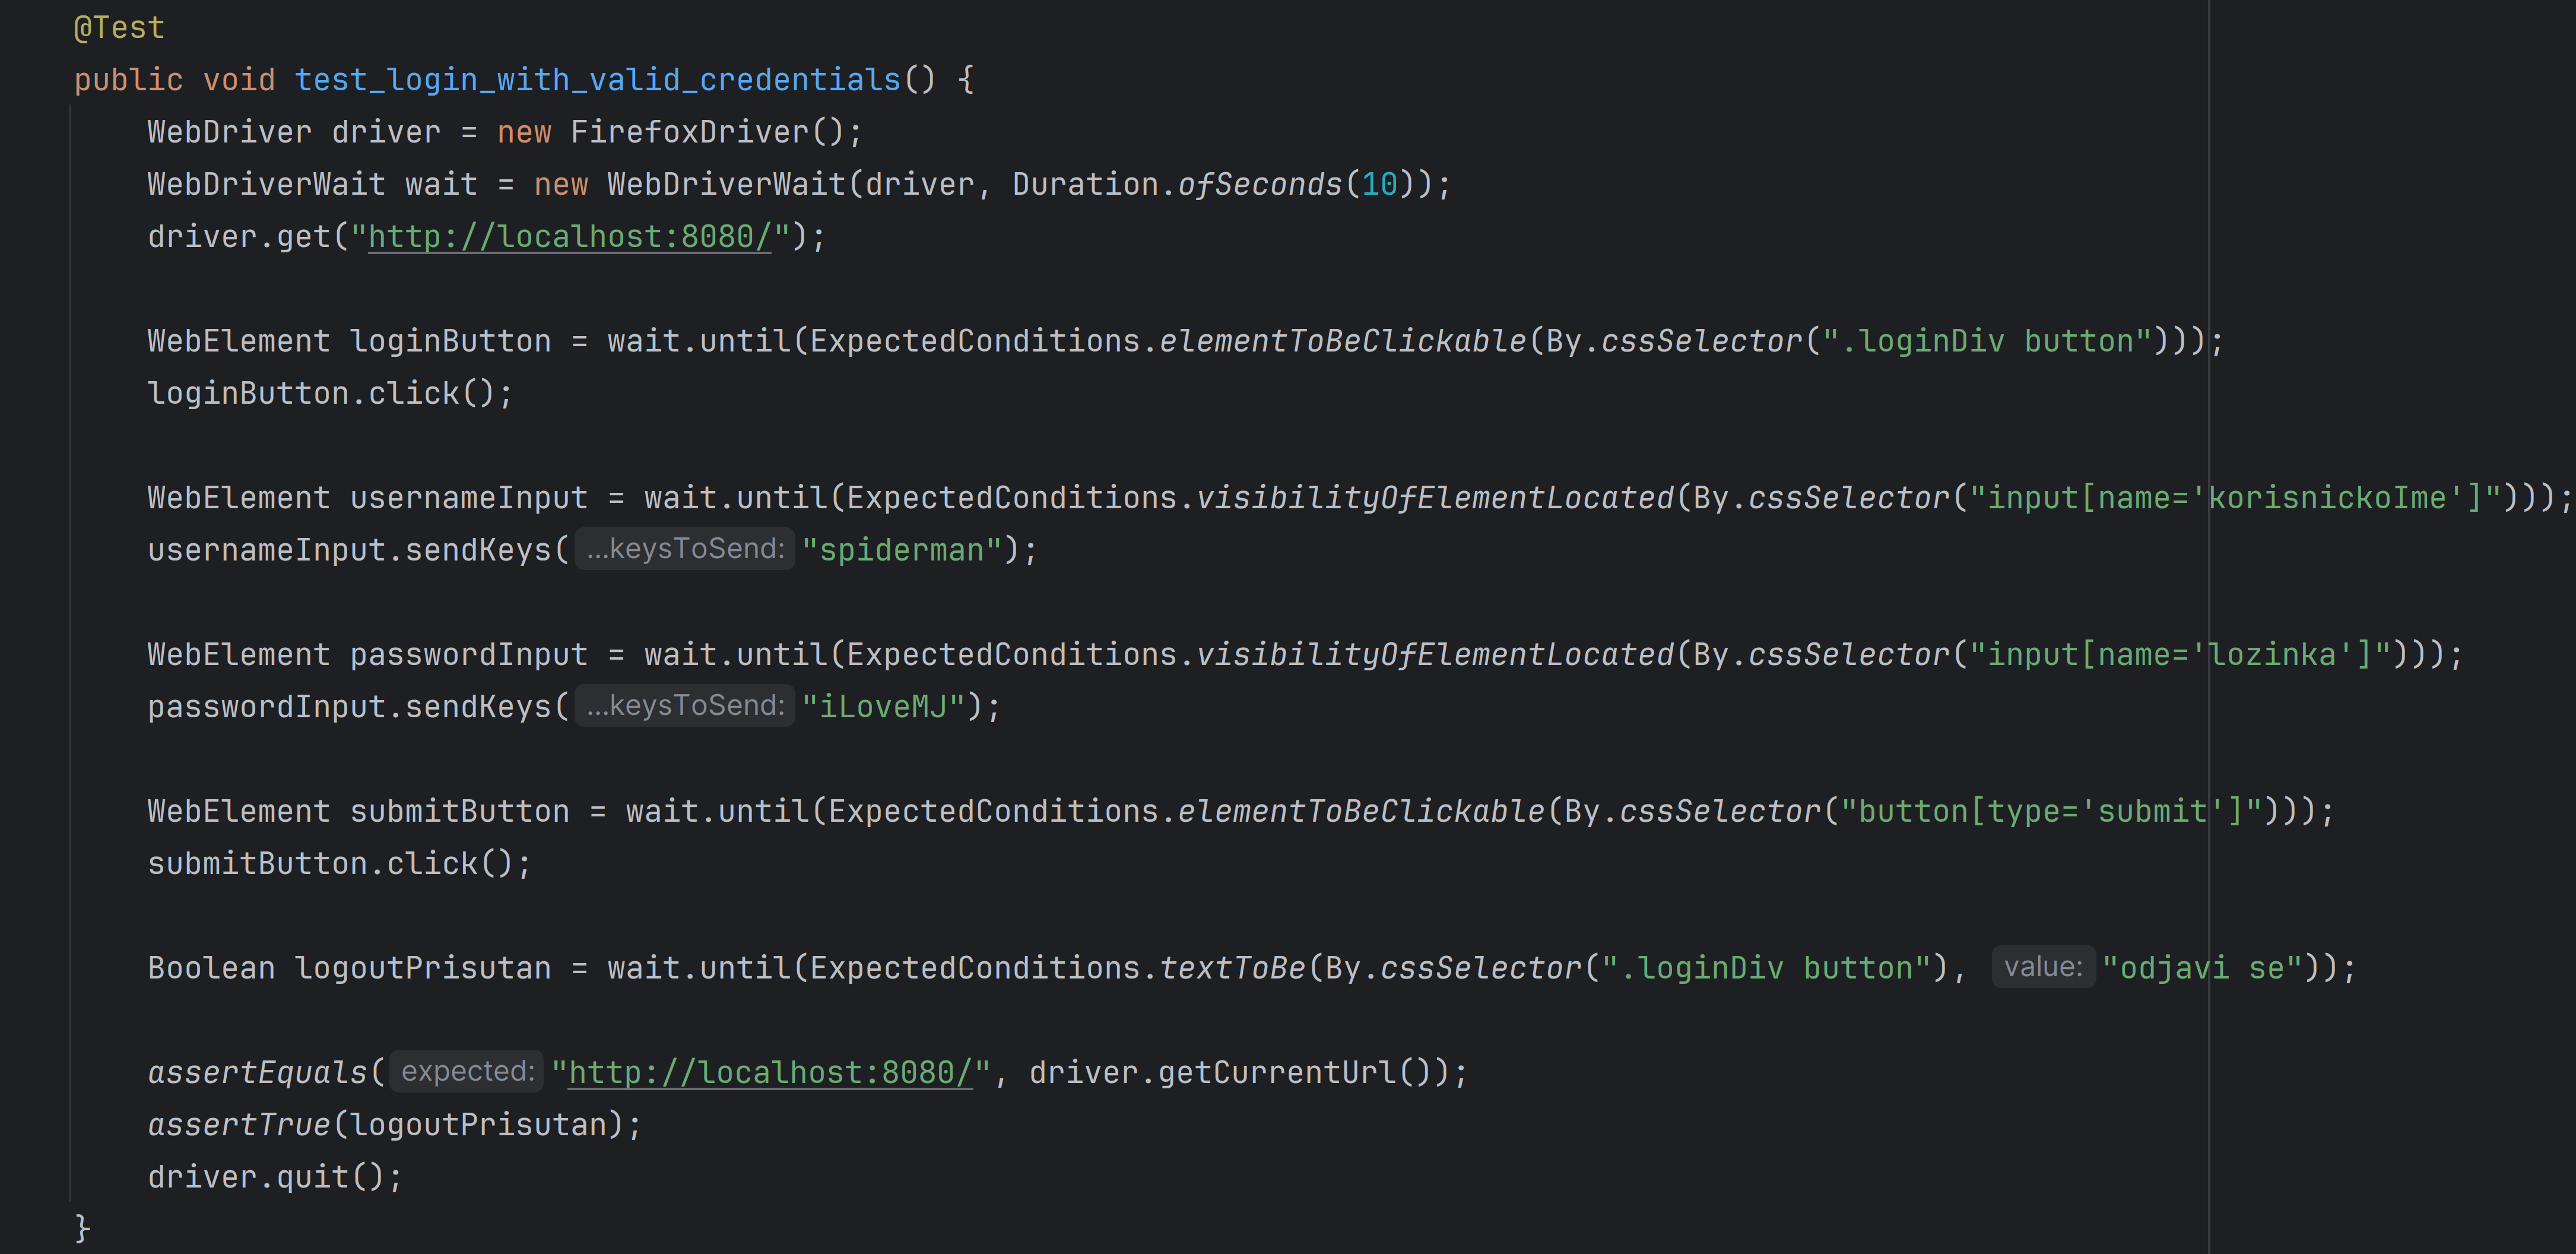 @Test
public void test_login_with_valid_credentials() {
WebDriver driver = new FirefoxDriver();
WebDriverWait wait = new WebDriverWait(driver, Duration.ofSeconds(10));
driver.get("http://localhost:8080/");
WebElement loginButton = wait.until(ExpectedConditions.elementToBeClickable(By.cssSelector(".loginDiv button")));
loginButton.click();
WebElement usernameInput = wait.until(ExpectedConditions.visibilityOfElementLocated(By.cssSelector("input[name='korisnickoIme']")));
usernameInput.sendKeys( ...keysToSend: "spiderman");
WebElement passwordInput = wait.until(ExpectedConditions.visibilityOfElementLocated(By.cssSelector("input[name='lozinka']")));
passwordInput.sendKeys( ...keysToSend: "iLoveMJ");
WebElement submitButton = wait.until(ExpectedConditions.elementToBeClickable(By.cssSelector("button[type='submit']")));
submitButton.click();
Boolean logoutPrisutan = wait.until(ExpectedConditions.textToBe(By.cssSelector(".loginDiv button"), value: "odjavi se"));
assertEquals( expected: "http://localhost:8080/", driver.getCurrentUrl());
assertTrue(logoutPrisutan);
driver.quit();
}